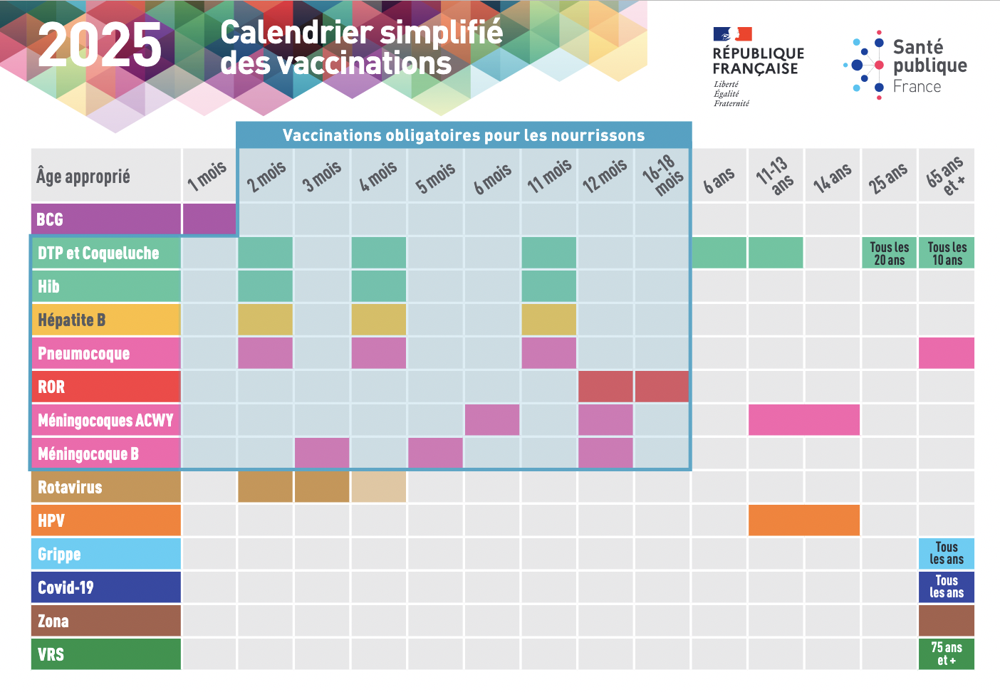 2025
Calendrier simplifié
des vaccinations
RÉPUBLIQUE
FRANÇAISE
Liberté
Égalité
Fraternité
Santé
publique
France
Vaccinations obligatoires pour les nourrissons
Âge approprié
1 mois
2 mois
3 mois
4 mois
5 mois
6 mois
11 mois
12 mois
16-18
mois
6 ans
11-13
ans
14 ans
25 ans
65 ans
et +
BCG
DTP et Coqueluche
Tous les
20 ans
Tous les
10 ans
Hib
Hépatite B
Pneumocoque
ROR
Méningocoques ACWY
Méningocoque B
Rotavirus
HPV
Grippe
Tous
les ans
Covid-19
Tous
les ans
Zona
VRS
75 ans
et +